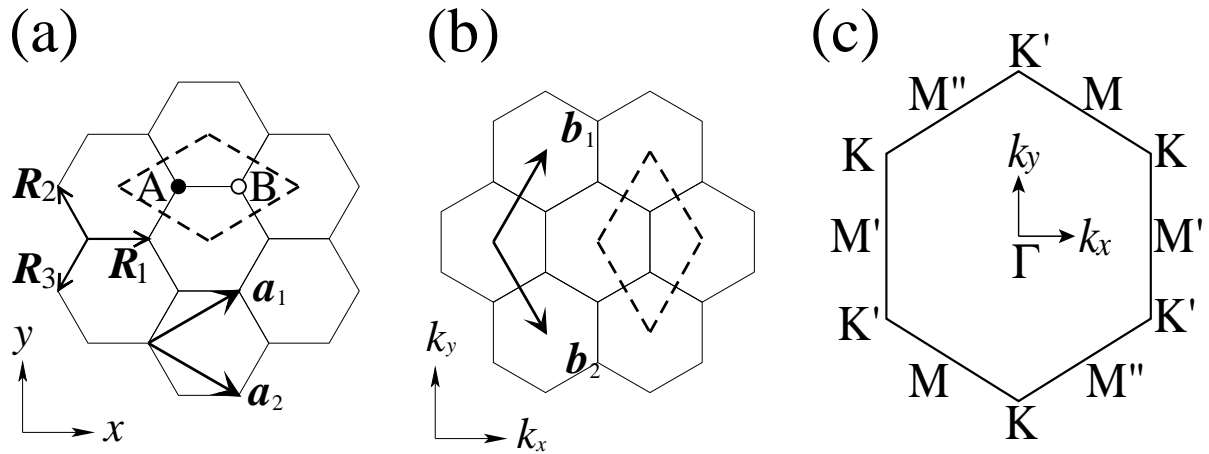 (a)
R2
A
B
R3
R1
a1
a2
y
x
(b)
b1
b2
ky
kx
(c)
K'
M"
M
K
K
ky
M'
kx
M'
Γ
K'
K'
M
M"
K